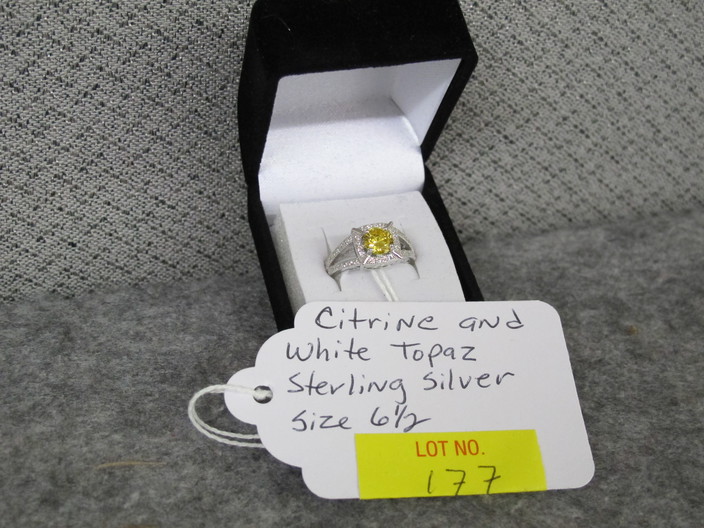 Citrine and
White Topaz
Sterling Silver
Size 6½
LOT NO.
177